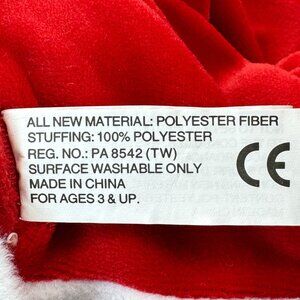 ALL NEW MATERIAL: POLYESTER FIBER
STUFFING: 100% POLYESTER
REG. NO.: PA 8542 (TW)
SURFACE WASHABLE ONLY
MADE IN CHINA
FOR AGES 3 & UP.
CE